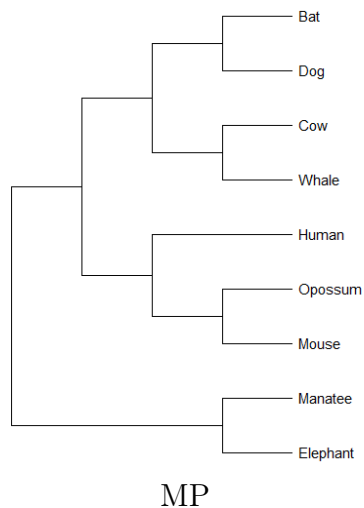 Bat
Dog
Cow
Whale
Human
Opossum
Mouse
Manatee
Elephant
MP